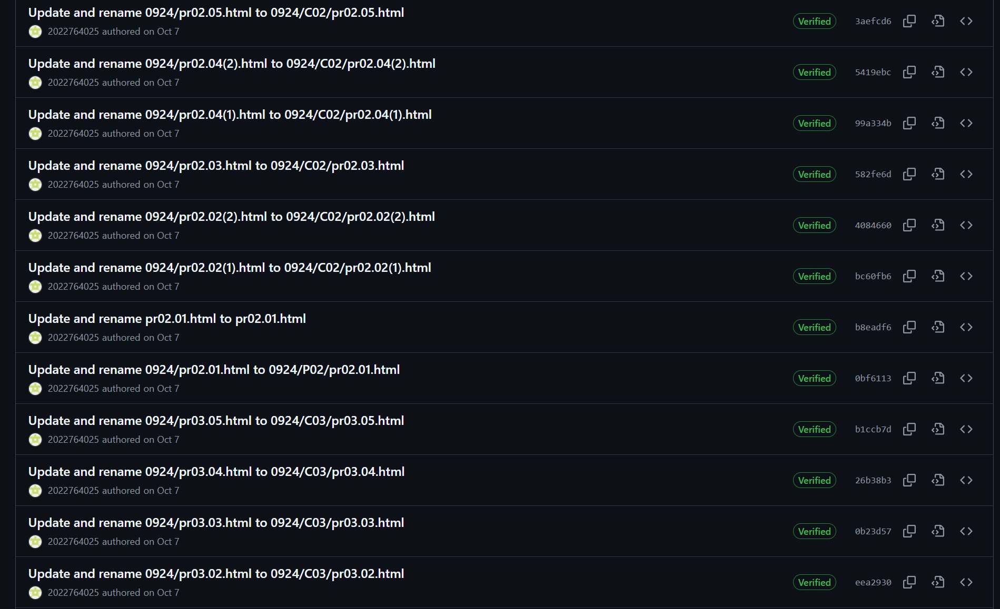 Update and rename 0924/pr02.05.html to 0924/C02/pr02.05.html
2022764025 authored on Oct 7
Verified
3aefcd6
Update and rename 0924/pr02.04(2).html to 0924/C02/pr02.04(2).html
2022764025 authored on Oct 7
Verified
5419ebc
Update and rename 0924/pr02.04(1).html to 0924/C02/pr02.04(1).html
2022764025 authored on Oct 7
Verified
99a334b
Update and rename 0924/pr02.03.html to 0924/C02/pr02.03.html
2022764025 authored on Oct 7
Verified
582fe6d
Update and rename 0924/pr02.02(2).html to 0924/C02/pr02.02(2).html
2022764025 authored on Oct 7
Verified
4084660
Update and rename 0924/pr02.02(1).html to 0924/C02/pr02.02(1).html
2022764025 authored on Oct 7
Verified
bc60fb6
Update and rename pr02.01.html to pr02.01.html
2022764025 authored on Oct 7
Verified
b8eadf6
Update and rename 0924/pr02.01.html to 0924/P02/pr02.01.html
2022764025 authored on Oct 7
Verified
0bf6113
Update and rename 0924/pr03.05.html to 0924/C03/pr03.05.html
2022764025 authored on Oct 7
Verified
b1ccb7d
Update and rename 0924/pr03.04.html to 0924/C03/pr03.04.html
2022764025 authored on Oct 7
Verified
26b38b3
Update and rename 0924/pr03.03.html to 0924/C03/pr03.03.html
2022764025 authored on Oct 7
Verified
0b23d57
Update and rename 0924/pr03.02.html to 0924/C03/pr03.02.html
2022764025 authored on Oct 7
Verified
eea2930